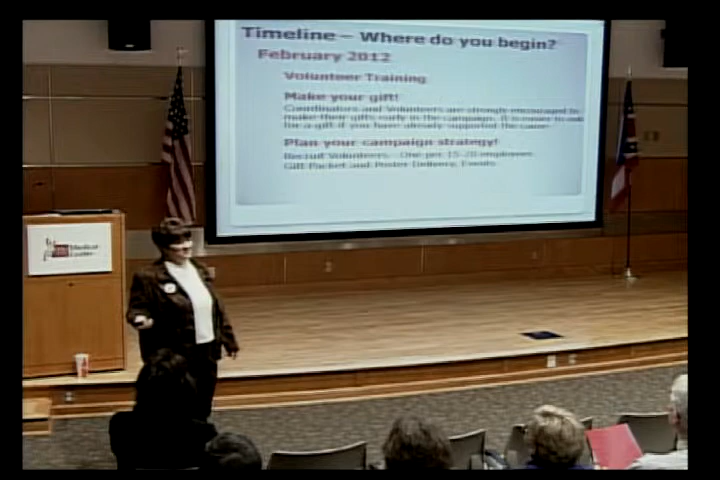 Timeline – Where do you begin?
February 2012
Volunteer Training
Make your gift!
Coordinators and Volunteers are strongly encouraged to
make their gifts early in the campaign. It is easier to ask
for a gift if you have already supported the cause.
Plan your campaign strategy!
Recruit Volunteers. One per 15-20 employees.
Gift Packet and Poster Delivery, Events
Medical
Center